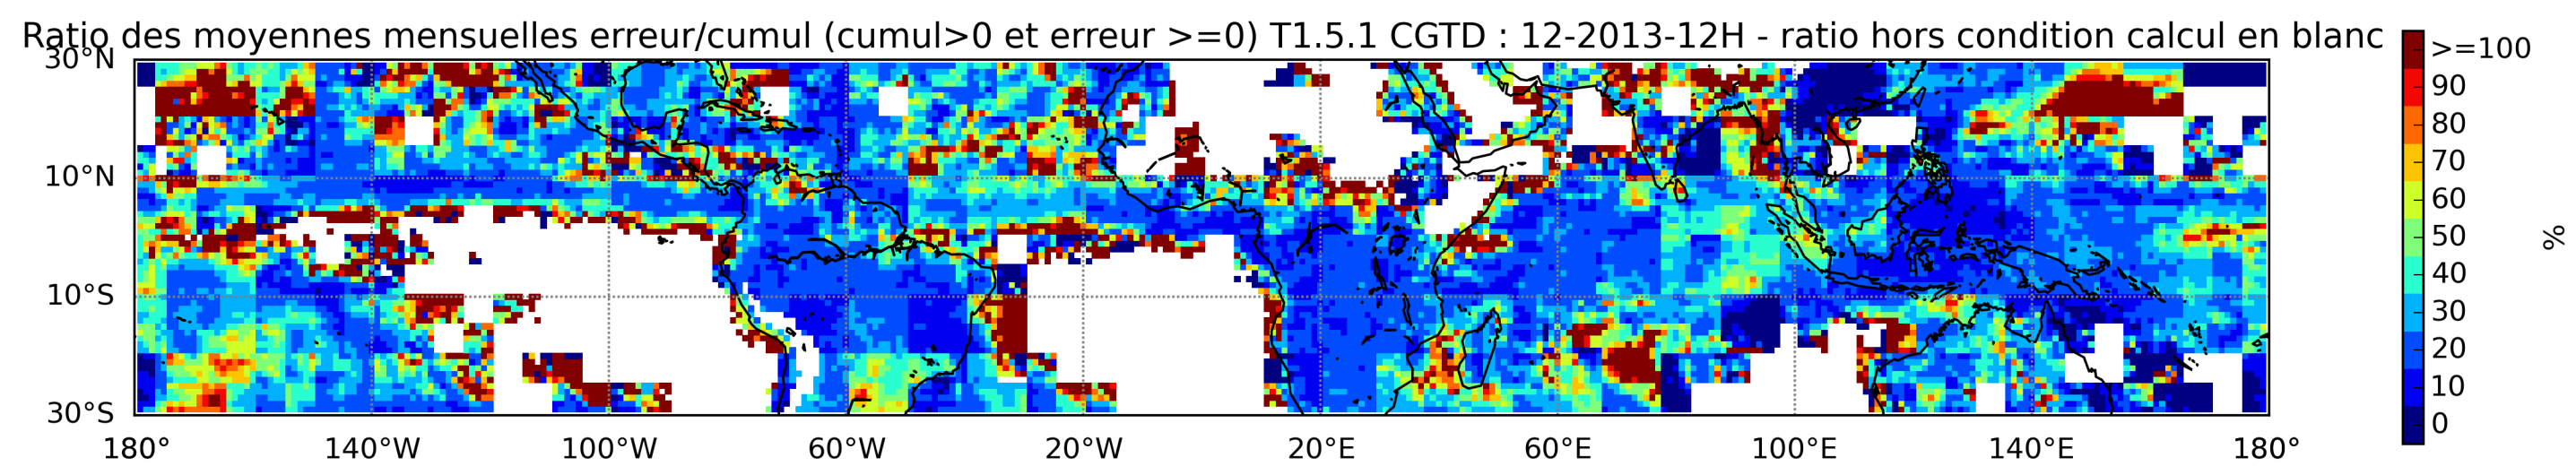 Ratio des moyennes mensuelles erreur/cumul (cumul>0 et erreur >=0) T1.5.1 CGTD : 12-2013-12H - ratio hors condition calcul en blanc
30°N
10°N
10°S
30°S
180° 140°W 100°W 60°W 20°W 20°E 60°E 100°E 140°E 180°
>=100
90
80
70
60
50
40
30
20
10
0
%